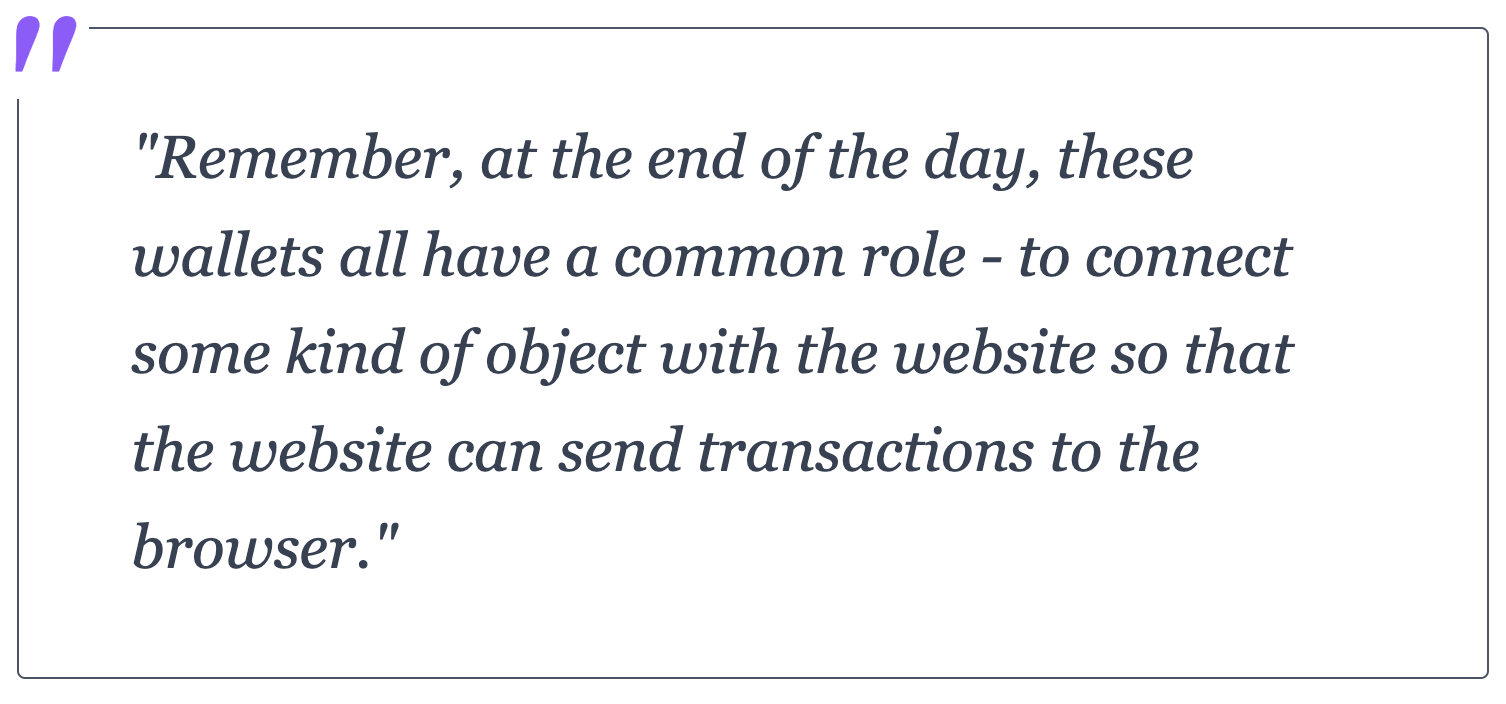 "
"Remember, at the end of the day, these
wallets all have a common role - to connect
some kind of object with the website so that
the website can send transactions to the
browser."